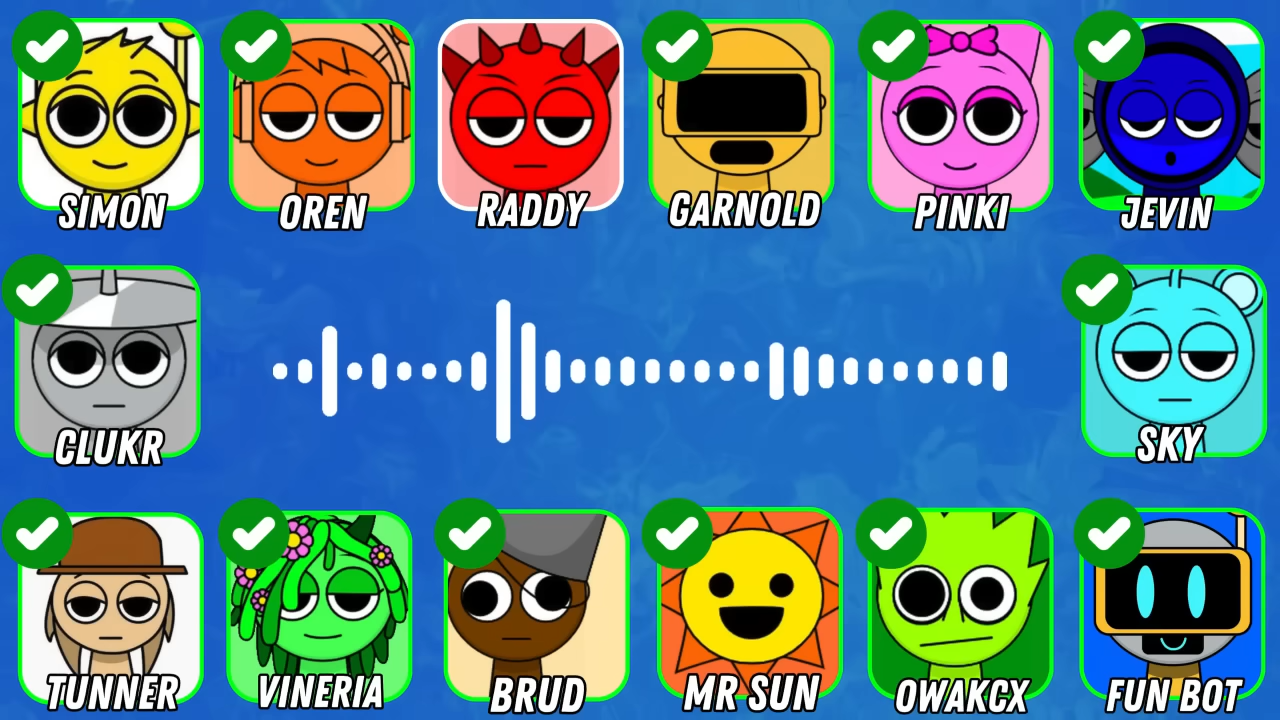 SIMON
OREN
RADDY
GARNOLD
PINKI
JEVIN
CLUKR
SKY
TUNNER
VINERIA
BRUD
MR SUN
OWAKCX
FUN BOT